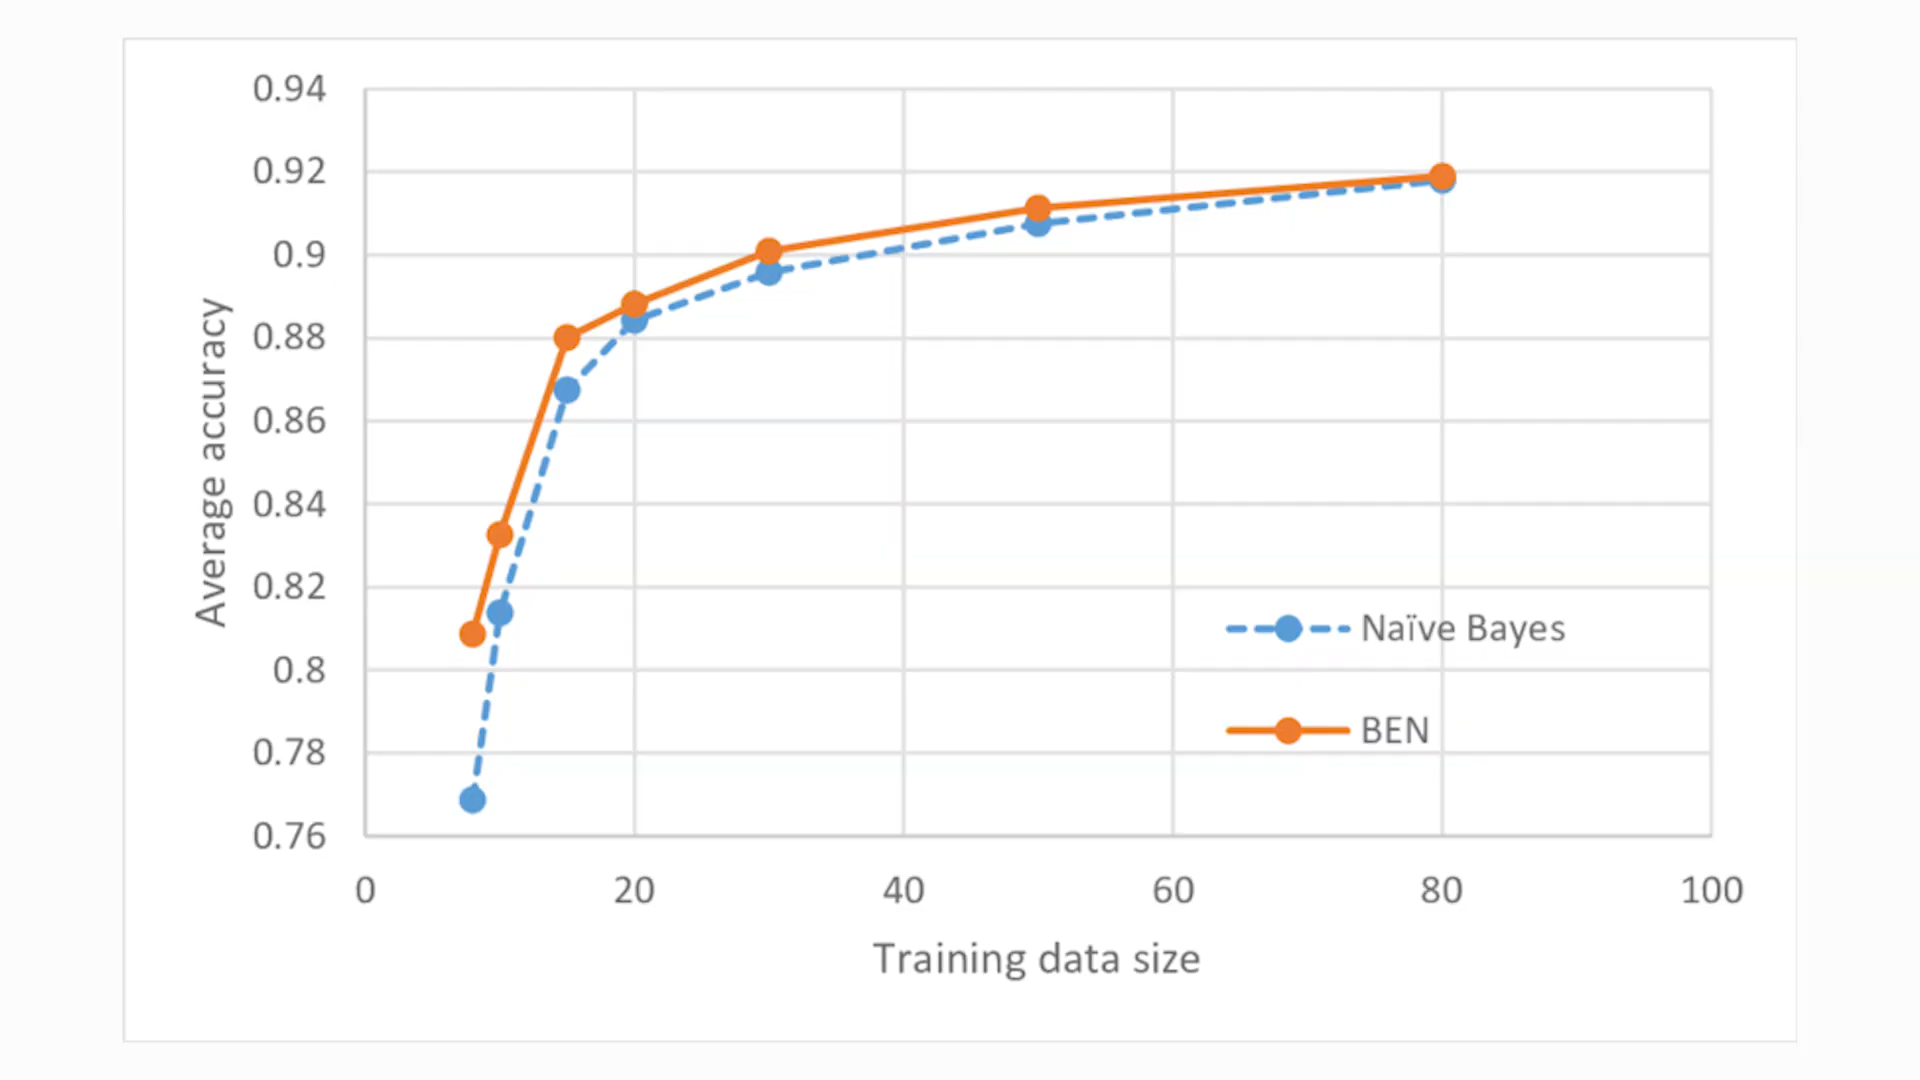 0.94
0.92
0.9
0.88
0.86
0.84
0.82
0.8
0.78
0.76
Average accuracy
0 20 40 60 80 100
Training data size
Naïve Bayes
BEN